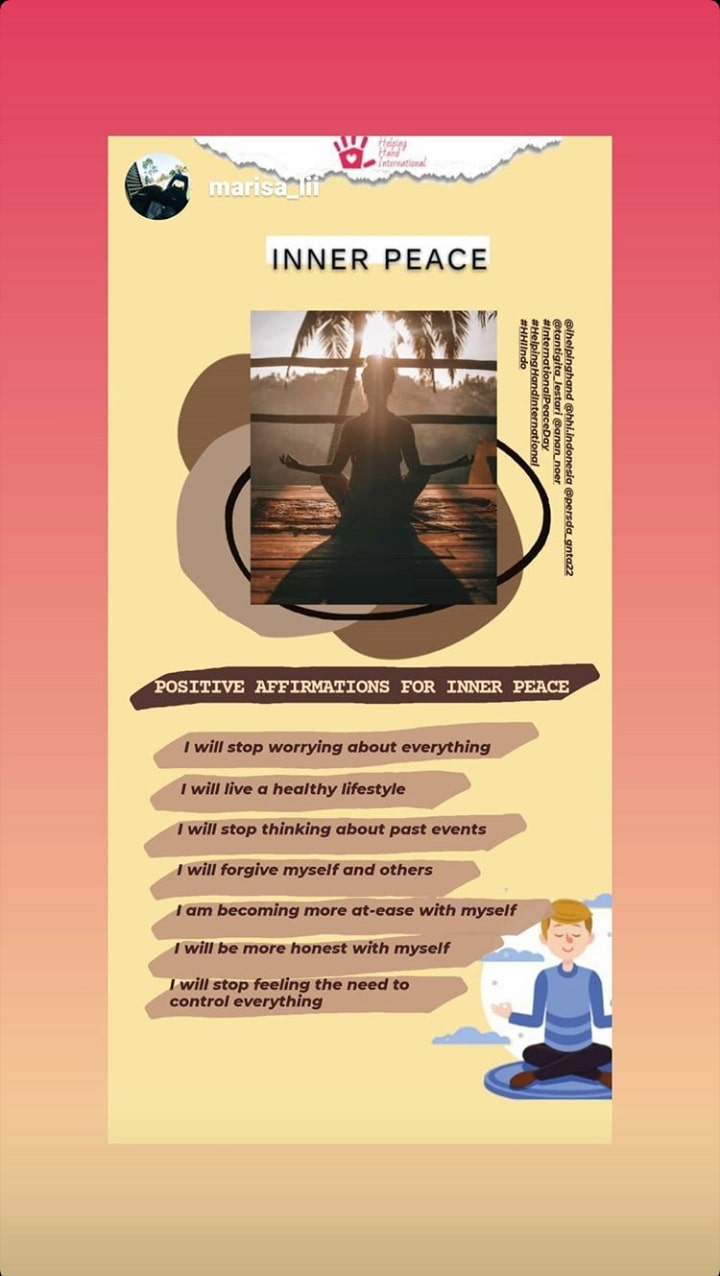 Helping
Hand
International
marisa_lii
INNER PEACE
@ihelpinghand @hhi.indonesia @persda_gnta22
@tantigita_lestari @anan_noer
#InternationalPeaceDay
#HelpingHandInternational
#HHIIndo
POSITIVE AFFIRMATIONS FOR INNER PEACE
I will stop worrying about everything
I will live a healthy lifestyle
I will stop thinking about past events
I will forgive myself and others
I am becoming more at-ease with myself
I will be more honest with myself
I will stop feeling the need to
control everything